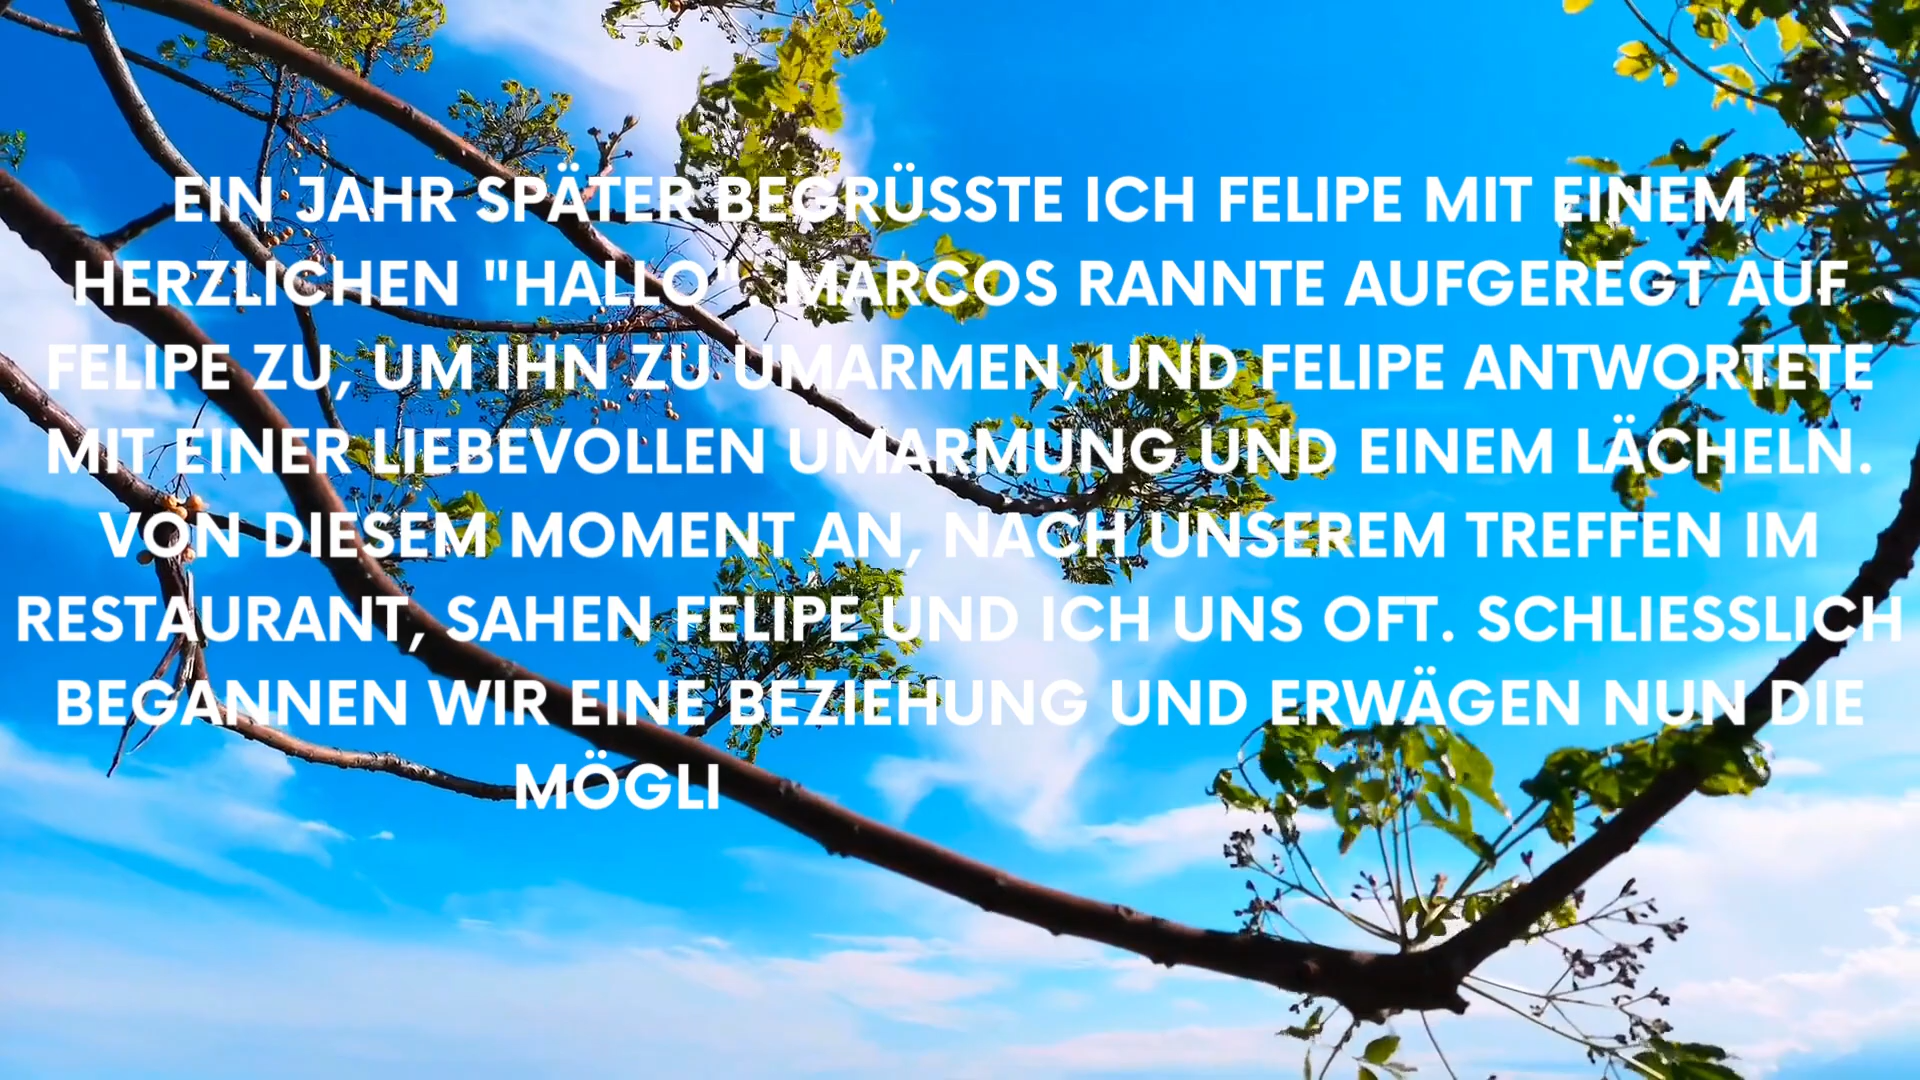 EIN JAHR SPÄTER BEGRÜSSTE ICH FELIPE MIT EINEM
HERZLICHEN "HALLO". MARCOS RANNTE AUFGEREGT AUF
FELIPE ZU, UM IHN ZU UMARMEN, UND FELIPE ANTWORTETE
MIT EINER LIEBEVOLLEN UMARMUNG UND EINEM LÄCHELN.
VON DIESEM MOMENT AN, NACH UNSEREM TREFFEN IM
RESTAURANT, SAHEN FELIPE UND ICH UNS OFT. SCHLIESSLICH
BEGANNEN WIR EINE BEZIEHUNG UND ERWÄGEN NUN DIE
MÖGLI